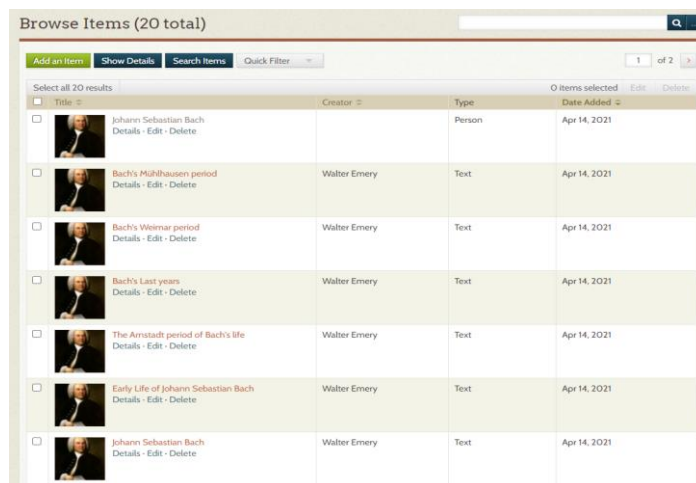 Browse Items (20 total)
Add an Item Show Details Search Items Quick Filter 1 of 2
Select all 20 results 0 items selected Edit Delete
Title Creator Type Date Added
Johann Sebastian Bach Person Apr 14, 2021
Details · Edit · Delete
Bach's Mühlhausen period Walter Emery Text Apr 14, 2021
Details · Edit · Delete
Bach's Weimar period Walter Emery Text Apr 14, 2021
Details · Edit · Delete
Bach's Last years Walter Emery Text Apr 14, 2021
Details · Edit · Delete
The Arnstadt period of Bach's life Walter Emery Text Apr 14, 2021
Details · Edit · Delete
Early Life of Johann Sebastian Bach Walter Emery Text Apr 14, 2021
Details · Edit · Delete
Johann Sebastian Bach Walter Emery Text Apr 14, 2021
Details · Edit · Delete